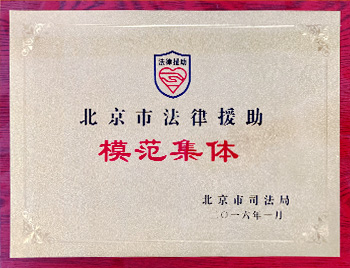 法律援助
北京市法律援助
模范集体
北京市司法局
二〇一六年一月